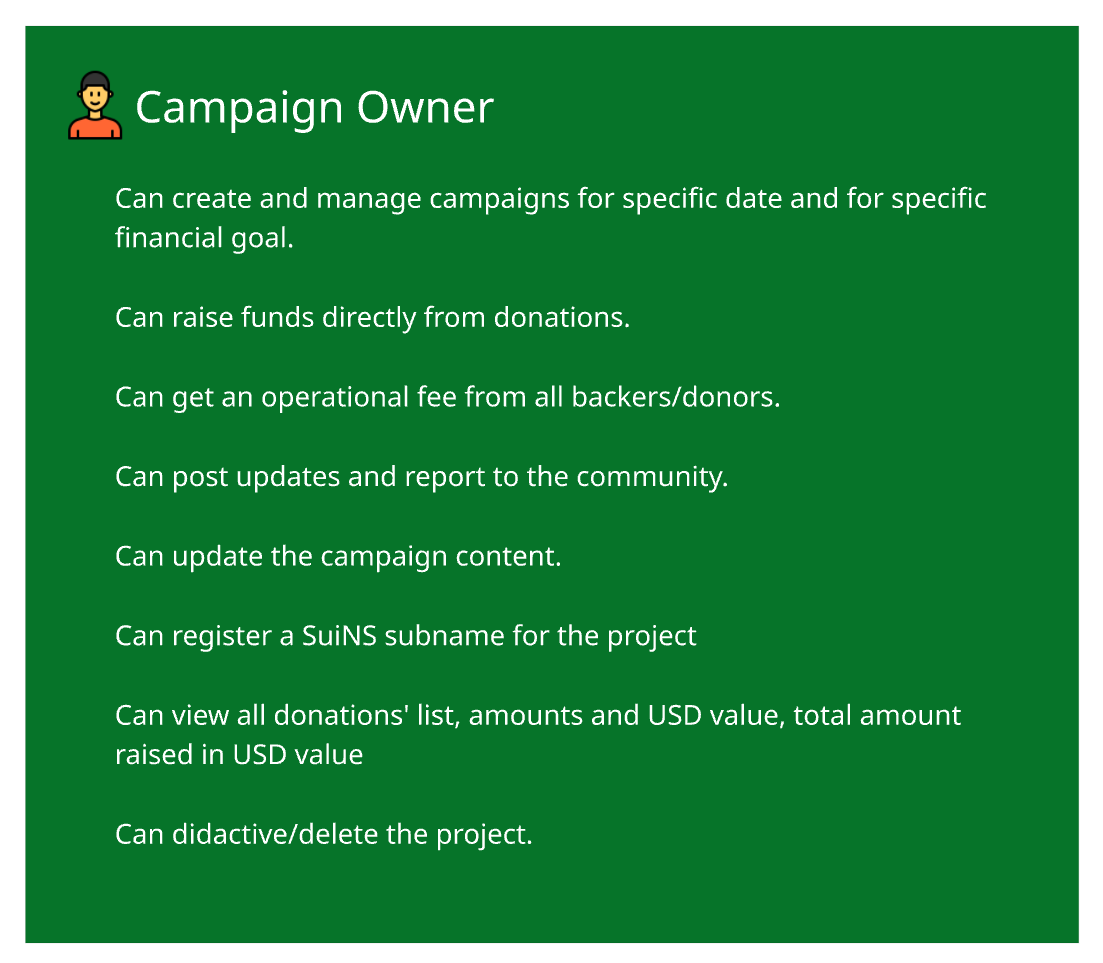 Campaign Owner
Can create and manage campaigns for specific date and for specific
financial goal.
Can raise funds directly from donations.
Can get an operational fee from all backers/donors.
Can post updates and report to the community.
Can update the campaign content.
Can register a SuiNS subname for the project
Can view all donations' list, amounts and USD value, total amount
raised in USD value
Can didactive/delete the project.